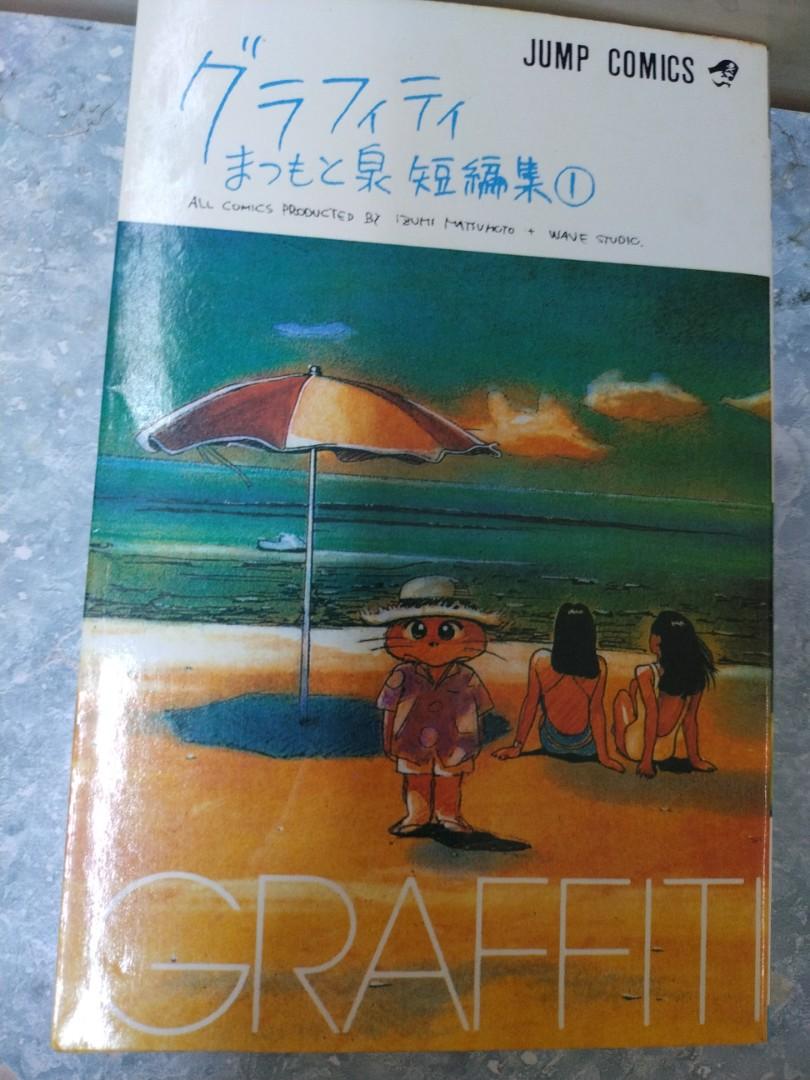 JUMP COMICS
グラフィティ
まつもと泉 短編集①
ALL COMICS PRODUCTED BY IZUMI MATSUMOTO + WAVE STUDIO.
GRAFFITI